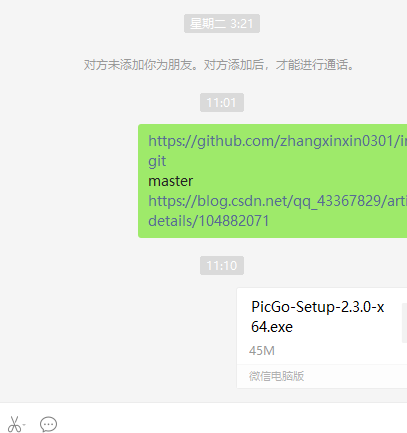 星期二 3:21
对方未添加你为朋友。对方添加后，才能进行通话。
11:01
https://github.com/zhangxinxin0301/
git
master
https://blog.csdn.net/qq_43367829/arti
details/104882071
11:10
PicGo-Setup-2.3.0-x
64.exe
45M
微信电脑版